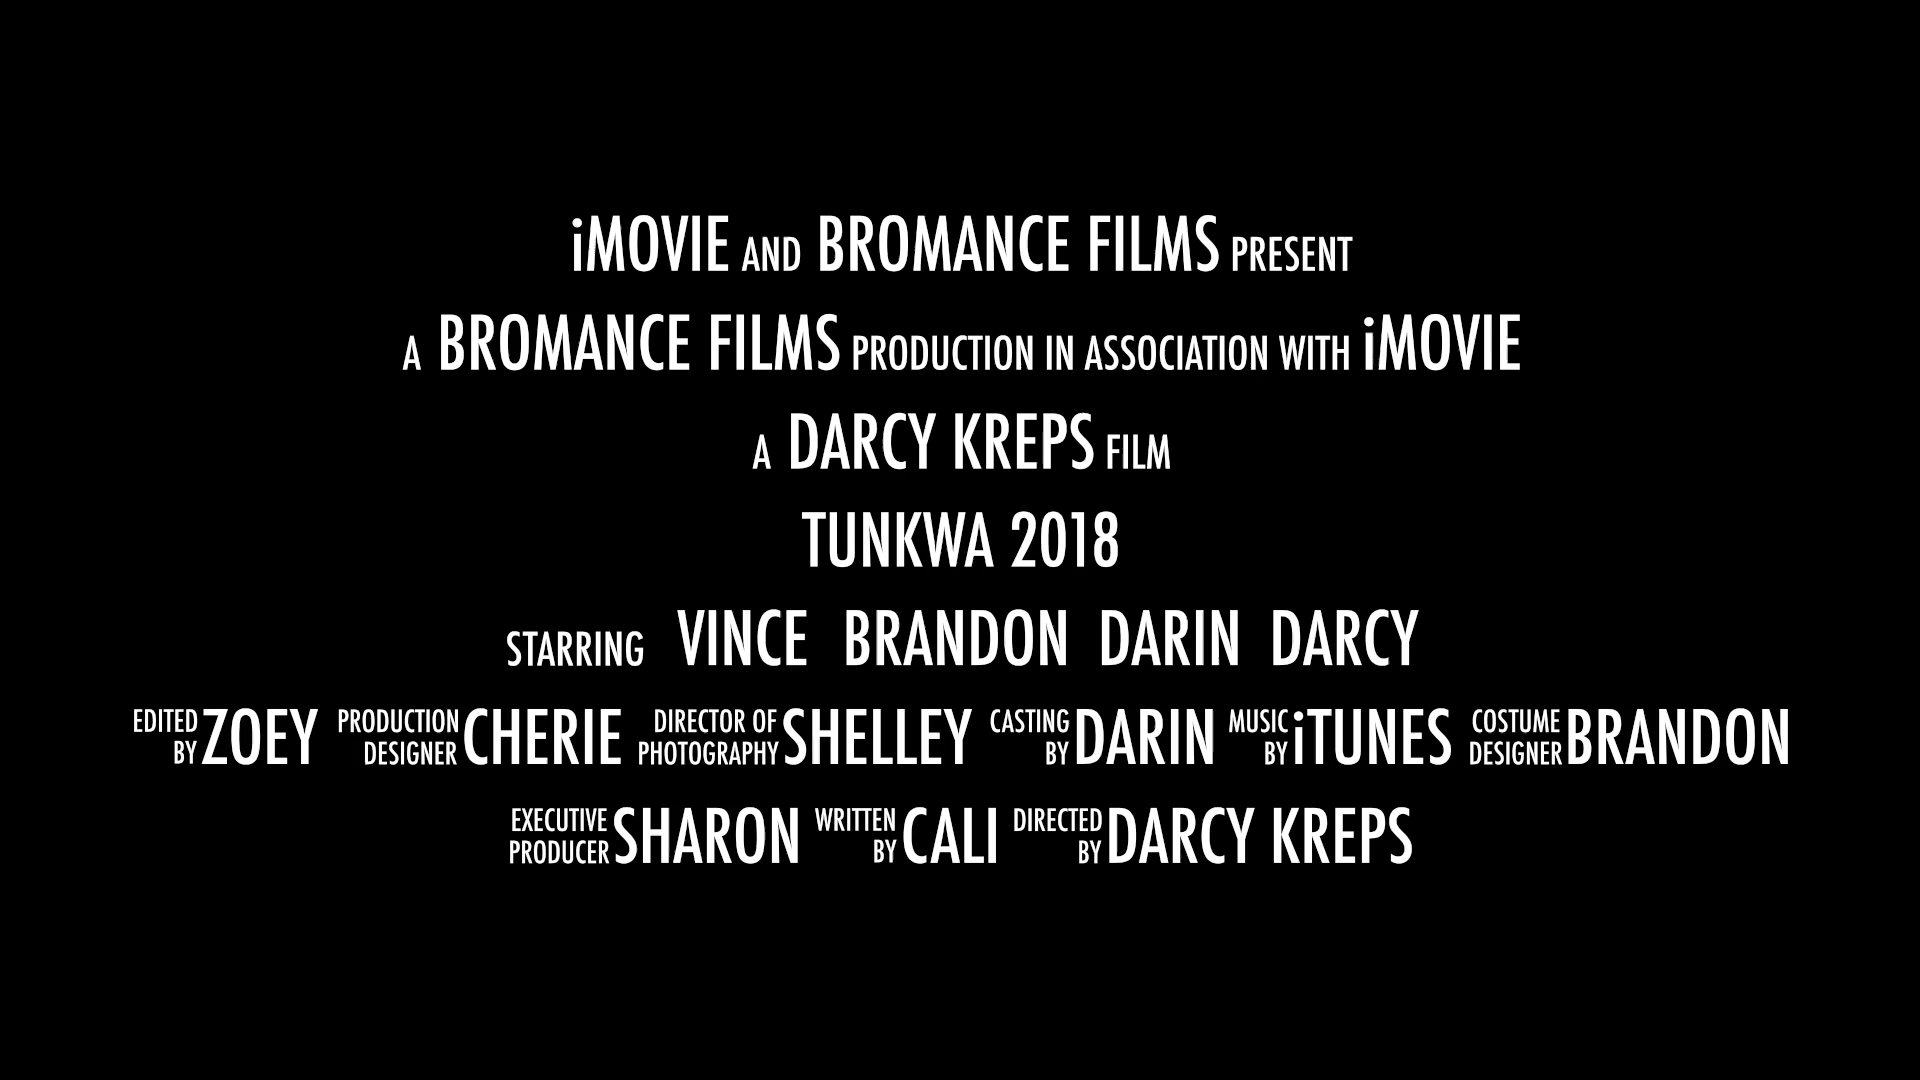 iMOVIE AND BROMANCE FILMS PRESENT
A BROMANCE FILMS PRODUCTION IN ASSOCIATION WITH iMOVIE
A DARCY KREPS FILM
TUNKWA 2018
STARRING VINCE BRANDON DARIN DARCY
EDITED BY ZOEY PRODUCTION DESIGNER CHERIE DIRECTOR OF PHOTOGRAPHY SHELLEY CASTING BY DARIN MUSIC BY iTUNES COSTUME DESIGNER BRANDON
EXECUTIVE PRODUCER SHARON WRITTEN BY CALI DIRECTED BY DARCY KREPS